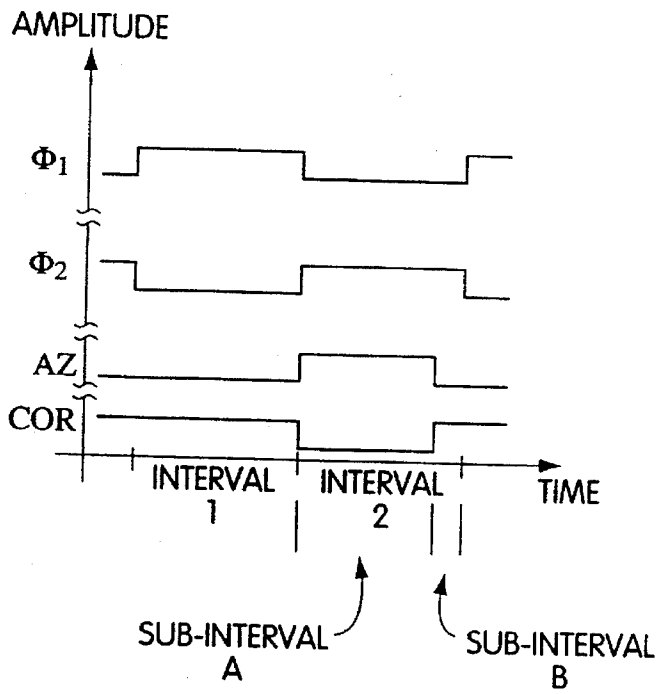 AMPLITUDE
Φ1
Φ2
AZ
COR
INTERVAL
1
INTERVAL
2
TIME
SUB-INTERVAL
A
SUB-INTERVAL
B